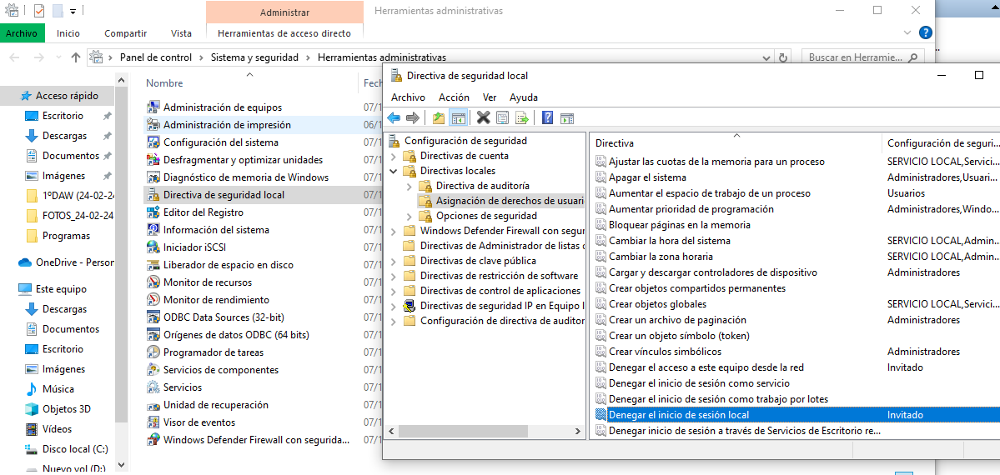 Administrar
Herramientas administrativas
Archivo
Inicio
Compartir
Vista
Herramientas de acceso directo
Panel de control
Sistema y seguridad
Herramientas administrativas
Buscar en Herramie...
Acceso rápido
Escritorio
Descargas
Documentos
Imágenes
1ºDAW (24-02-24
FOTOS_24-02-24
Programas
OneDrive - Person
Este equipo
Descargas
Documentos
Escritorio
Imágenes
Música
Objetos 3D
Vídeos
Disco local (C:)
Nuevo vol (D:)
Nombre
Fech
Administración de equipos
07/1
Administración de impresión
06/1
Configuración del sistema
07/1
Desfragmentar y optimizar unidades
07/1
Diagnóstico de memoria de Windows
07/1
Directiva de seguridad local
07/1
Editor del Registro
07/1
Información del sistema
07/1
Iniciador iSCSI
07/1
Liberador de espacio en disco
07/1
Monitor de recursos
07/1
Monitor de rendimiento
07/1
ODBC Data Sources (32-bit)
07/1
Orígenes de datos ODBC (64 bits)
07/1
Programador de tareas
07/1
Servicios de componentes
07/1
Servicios
07/1
Unidad de recuperación
07/1
Visor de eventos
07/1
Windows Defender Firewall con segurida...
07/1
Directiva de seguridad local
Archivo
Acción
Ver
Ayuda
Configuración de seguridad
Directivas de cuenta
Directivas locales
Directiva de auditoría
Asignación de derechos de usuari
Opciones de seguridad
Windows Defender Firewall con segur
Directivas de Administrador de listas d
Directivas de clave pública
Directivas de restricción de software
Directivas de control de aplicaciones
Directivas de seguridad IP en Equipo l
Configuración de directiva de auditor
Directiva
Configuración de seguri...
Ajustar las cuotas de la memoria para un proceso
SERVICIO LOCAL,Servici...
Apagar el sistema
Administradores,Usuari...
Aumentar el espacio de trabajo de un proceso
Usuarios
Aumentar prioridad de programación
Administradores,Windo...
Bloquear páginas en la memoria
Cambiar la hora del sistema
SERVICIO LOCAL,Admin...
Cambiar la zona horaria
SERVICIO LOCAL,Admin...
Cargar y descargar controladores de dispositivo
Administradores
Crear objetos compartidos permanentes
Crear objetos globales
SERVICIO LOCAL,Servici...
Crear un archivo de paginación
Administradores
Crear un objeto símbolo (token)
Crear vínculos simbólicos
Administradores
Denegar el acceso a este equipo desde la red
Invitado
Denegar el inicio de sesión como servicio
Denegar el inicio de sesión como trabajo por lotes
Denegar el inicio de sesión local
Invitado
Denegar inicio de sesión a través de Servicios de Escritorio re...